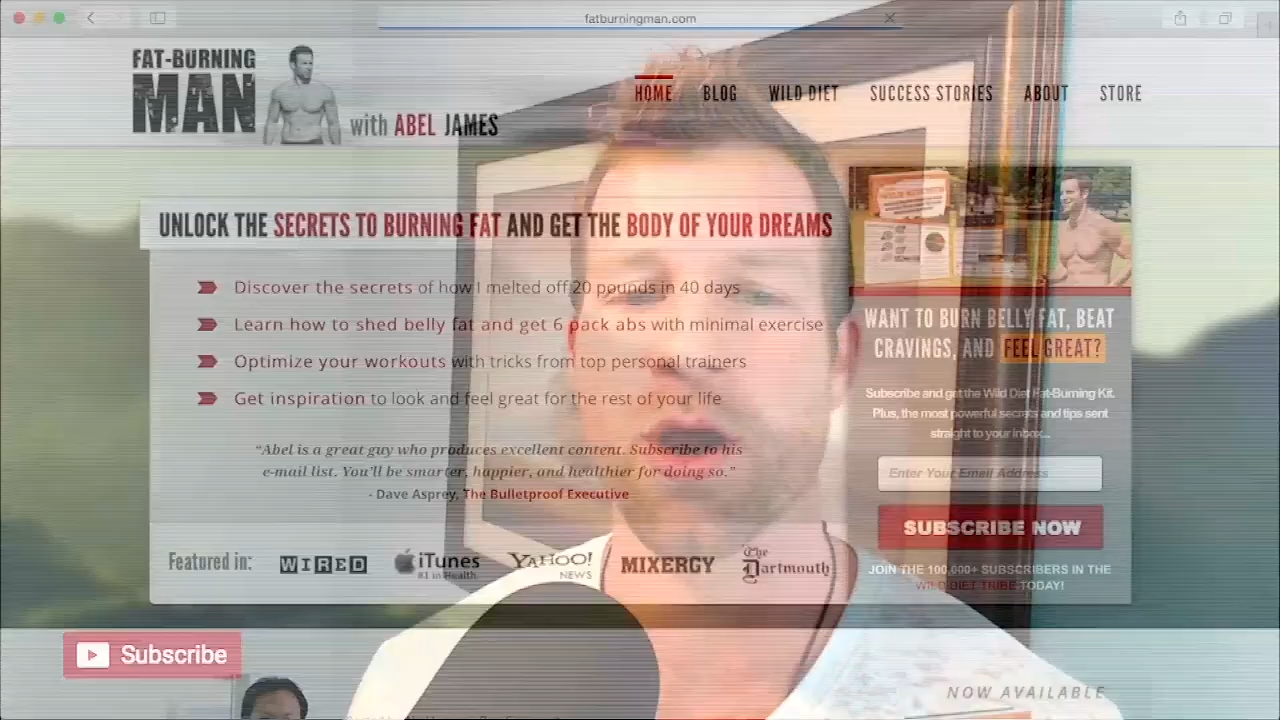 fatburningman.com
FAT-BURNING
MAN
with ABEL JAMES
HOME BLOG WILD DIET SUCCESS STORIES ABOUT STORE
UNLOCK THE SECRETS TO BURNING FAT AND GET THE BODY OF YOUR DREAMS
Discover the secrets of how I melted off 20 pounds in 40 days
Learn how to shed belly fat and get 6 pack abs with minimal exercise
Optimize your workouts with tricks from top personal trainers
Get inspiration to look and feel great for the rest of your life
“Abel is a great guy who produces excellent content. Subscribe to his
e-mail list. You'll be smarter, happier, and healthier for doing so.”
- Dave Asprey, The Bulletproof Executive
Featured in:
WIRED
iTunes
#1 in Health
YAHOO!
NEWS
MIXERGY
The
Dartmouth
WANT TO BURN BELLY FAT, BEAT
CRAVINGS, AND FEEL GREAT?
Subscribe and get the Wild Diet Fat-Burning Kit.
Plus, the most powerful secrets and tips sent
straight to your inbox...
Enter Your Email Address
SUBSCRIBE NOW
JOIN THE 100,000+ SUBSCRIBERS IN THE
WILD DIET TRIBE TODAY!
Subscribe
NOW AVAILABLE